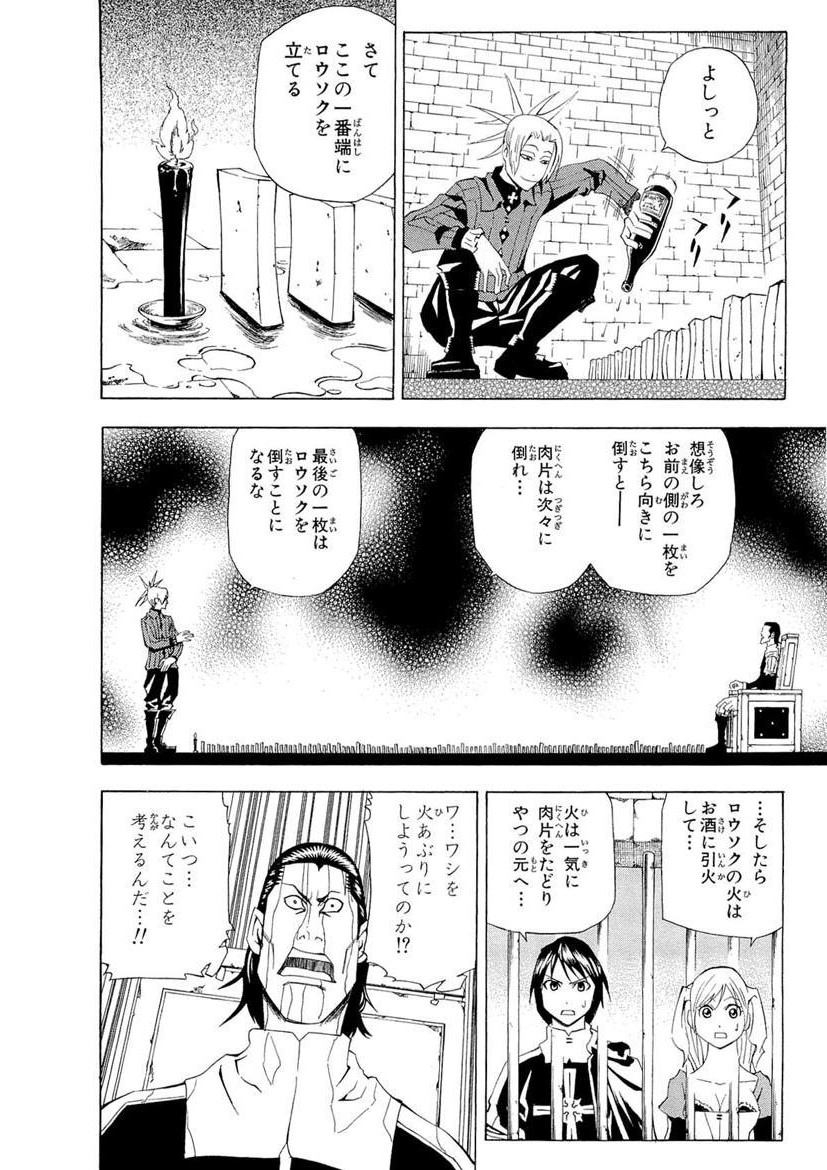 よしっと
トットッ
さて
ここの一番端に
ロウソクを
立てる
想像しろ
お前の側の一枚を
こちら向きに
倒すと――
肉片は次々に
倒れ…
最後の一枚は
ロウソクを
倒すことに
なるな
…そしたら
ロウソクの火は
お酒に引火
して…
火は一気に
肉片をたどり
やつの元へ…
ワ…ワシを
火あぶりに
しようってのか!?
こいつ…
なんてことを
考えるんだ…!!